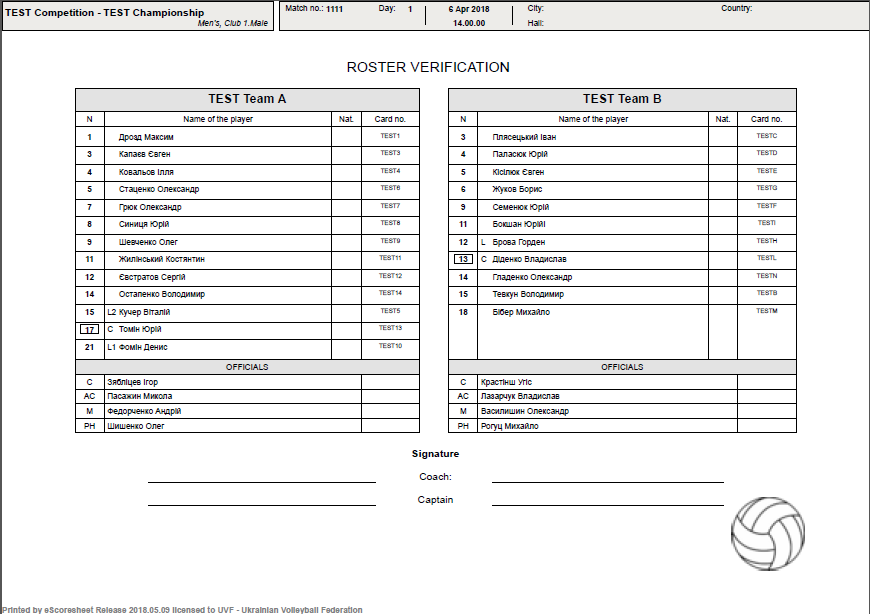 TEST Competition - TEST Championship
Men's, Club 1.Male
Match no.: 1111 Day: 1 6 Apr 2018 City: Country:
14.00.00 Hall:
ROSTER VERIFICATION
TEST Team A
N Name of the player Nat. Card no.
1 Дрозд Максим TEST1
3 Капаєв Євген TEST3
4 Ковальов Ілля TEST4
5 Стаценко Олександр TEST6
7 Грюк Олександр TEST7
8 Синиця Юрій TEST8
9 Шевченко Олег TEST9
11 Жилінський Костянтин TEST11
12 Євстратов Сергій TEST12
14 Остапенко Володимир TEST14
15 L2 Кучер Віталій TEST5
17 C Томін Юрій TEST13
21 L1 Фомін Денис TEST10
OFFICIALS
C Зябліцев Ігор
AC Пасажин Микола
M Федорченко Андрій
PH Шишенко Олег
TEST Team B
N Name of the player Nat. Card no.
3 Плясецький Іван TESTC
4 Паласюк Юрій TESTD
5 Кісілюк Євген TESTE
6 Жуков Борис TESTG
9 Семенюк Юрій TESTF
11 Бокшан Юрійі TESTI
12 L Брова Горден TESTH
13 C Діденко Владислав TESTL
14 Гладенко Олександр TESTN
15 Тевкун Володимир TESTB
18 Бібер Михайло TESTM
OFFICIALS
C Крастінш Угіс
AC Лазарчук Владислав
M Василишин Олександр
PH Рогуц Михайло
Signature
Coach:
Captain
Printed by eScoresheet Release 2018.05.09 licensed to UVF - Ukrainian Volleyball Federation